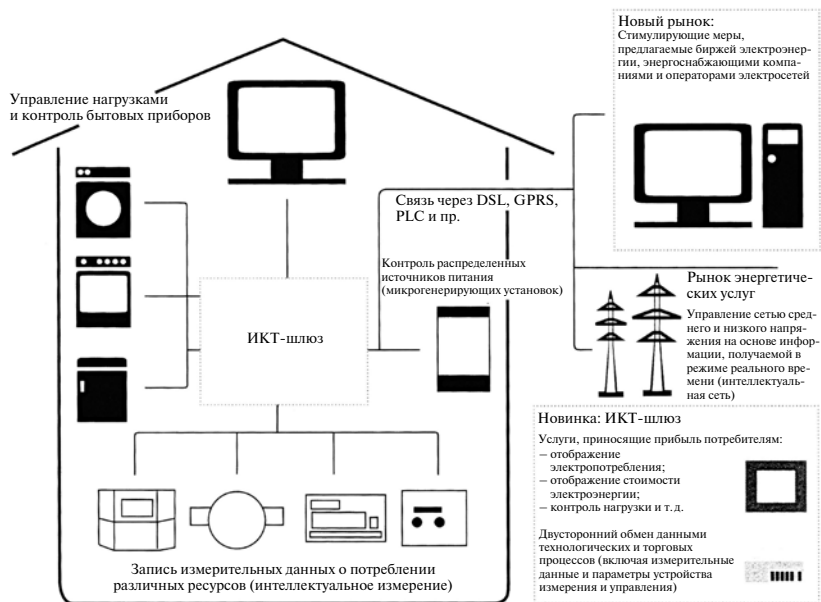 Новый рынок:
Стимулирующие меры,
предлагаемые биржей электроэнер-
гии, энергоснабжающими компа-
ниями и операторами электросетей
Управление нагрузками
и контроль бытовых приборов
Связь через DSL, GPRS,
PLC и пр.
Контроль распределенных
источников питания
(микрогенерирующих установок)
ИКТ-шлюз
Рынок энергетиче-
ских услуг
Управление сетью сред-
него и низкого напря-
жения на основе инфор-
мации, получаемой в
режиме реального вре-
мени (интеллектуаль-
ная сеть)
Новинка: ИКТ-шлюз
Услуги, приносящие прибыль потребителям:
– отображение
электропотребления;
– отображение стоимости
электроэнергии;
– контроль нагрузки и т.д.
Двусторонний обмен данными
технологических и торговых
процессов (включая измерительные
данные и параметры устройства
измерения и управления)
Запись измерительных данных о потреблении
различных ресурсов (интеллектуальное измерение)